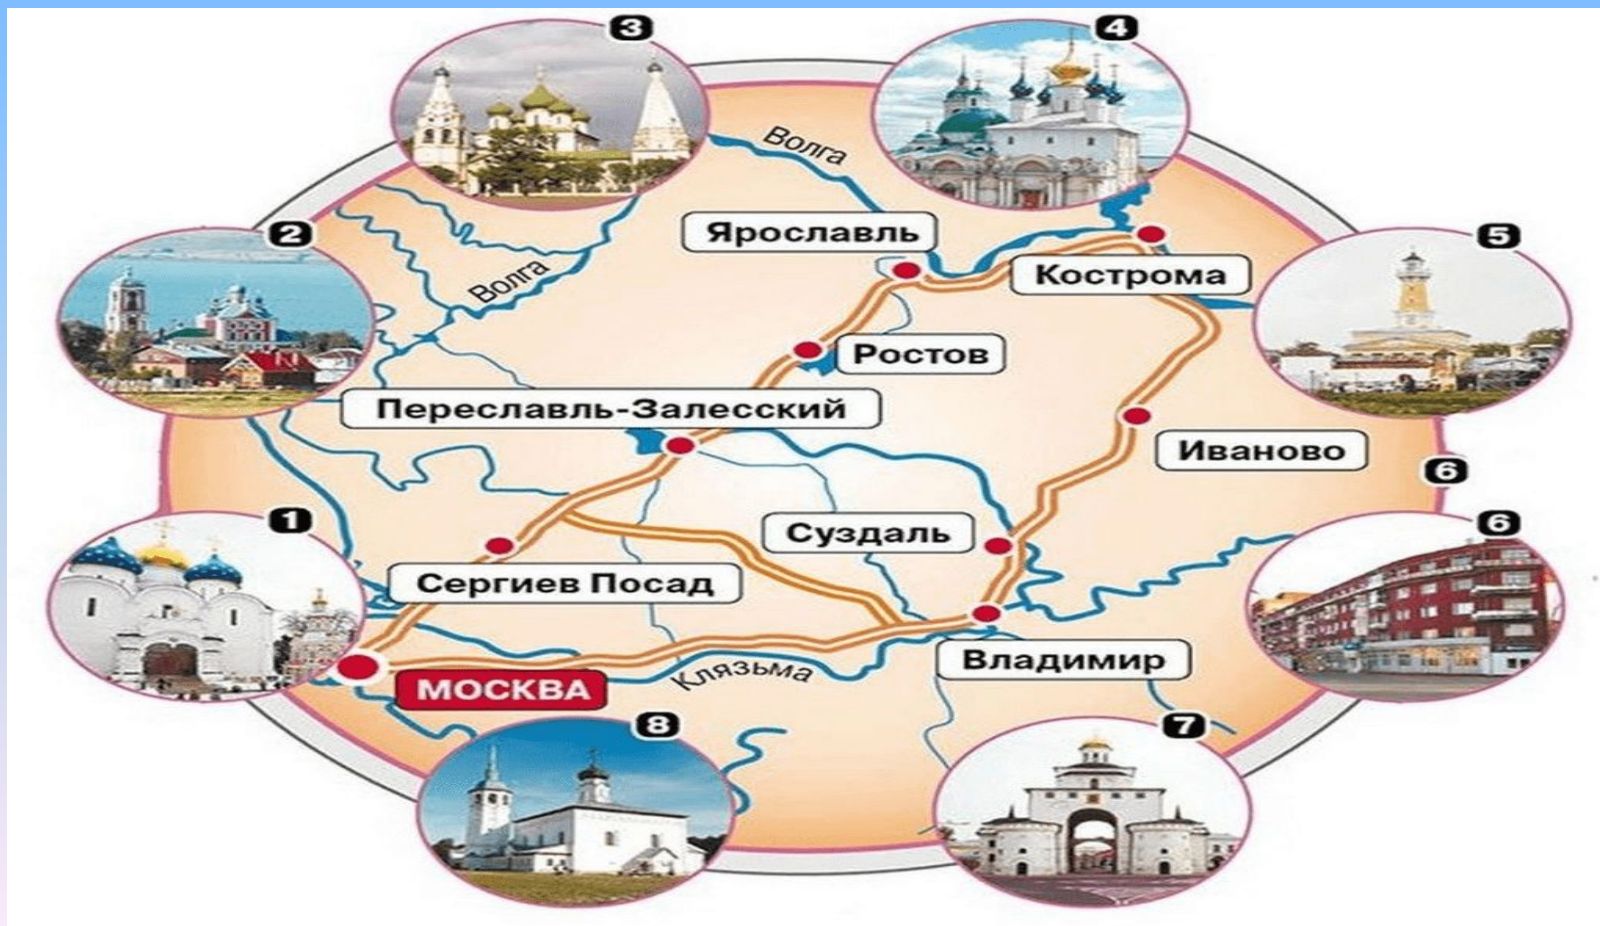 3
4
Волга
2
Ярославль
5
Волга
Кострома
Ростов
Переславль-Залесский
Иваново
6
1
Суздаль
6
Сергиев Посад
Владимир
Клязьма
МОСКВА
8
7